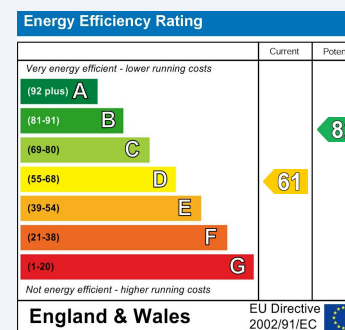 Energy Efficiency Rating
Current
Very energy efficient - lower running costs
(92 plus) A
(81-91) B
(69-80) C
(55-68) D
61
(39-54) E
(21-38) F
(1-20) G
Not energy efficient - higher running costs
England & Wales
EU Directive
2002/91/EC